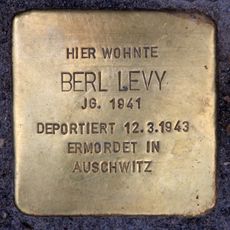 HIER WOHNTE
BERL LEVY
JG. 1941
DEPORTIERT 12.3.1943
ERMORDET IN
AUSCHWITZ